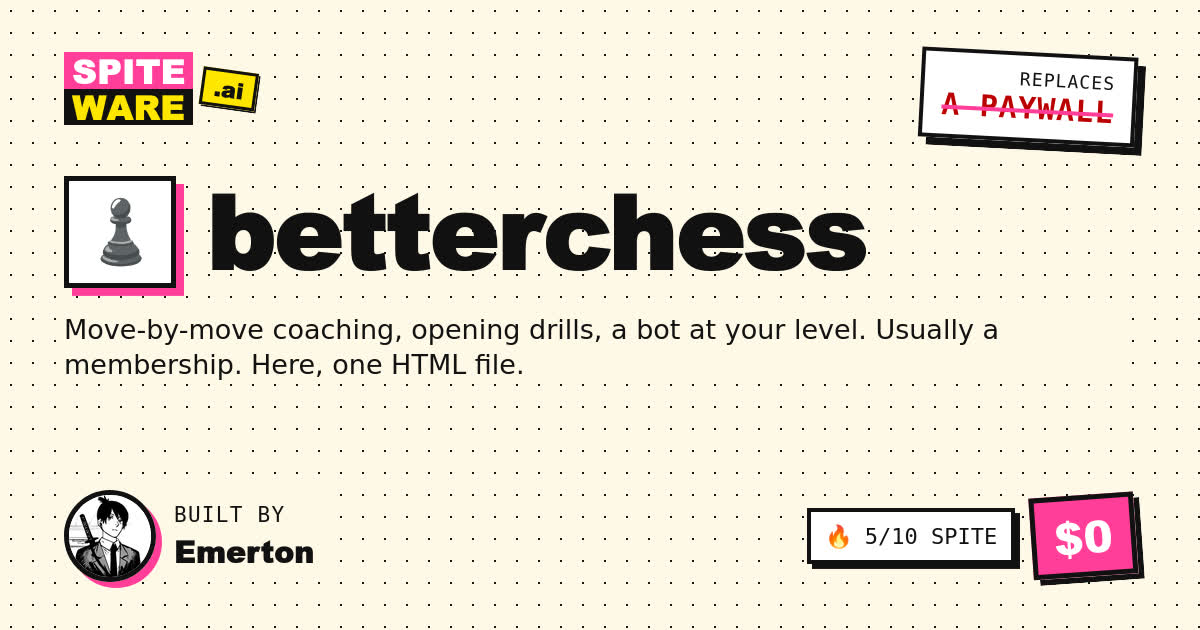 SPITE
WARE
.ai
REPLACES
A PAYWALL
betterchess
Move-by-move coaching, opening drills, a bot at your level. Usually a
membership. Here, one HTML file.
BUILT BY
Emerton
🔥 5/10 SPITE
$0